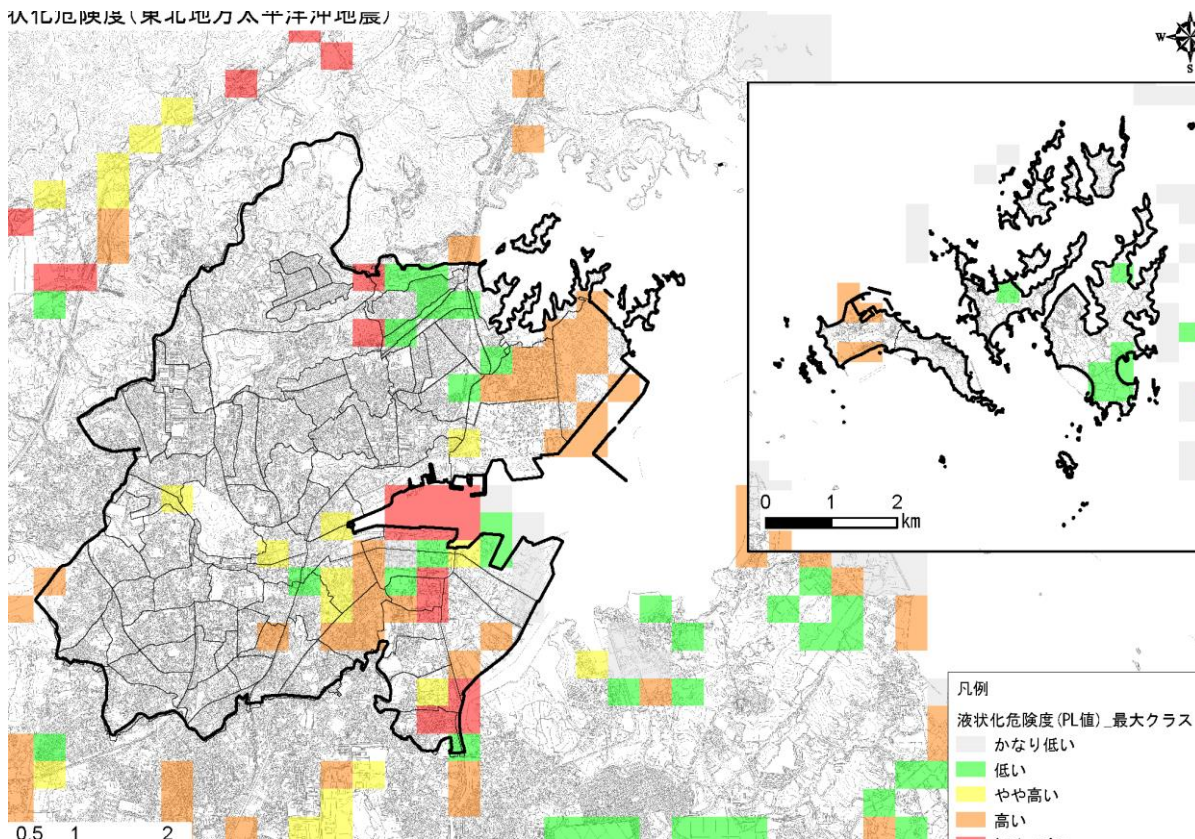 状化危険度(東北地方太平洋沖地震)
W
S
0 1 2
km
凡例
液状化危険度(PL値)_最大クラス
かなり低い
低い
やや高い
高い
0.5 1 2